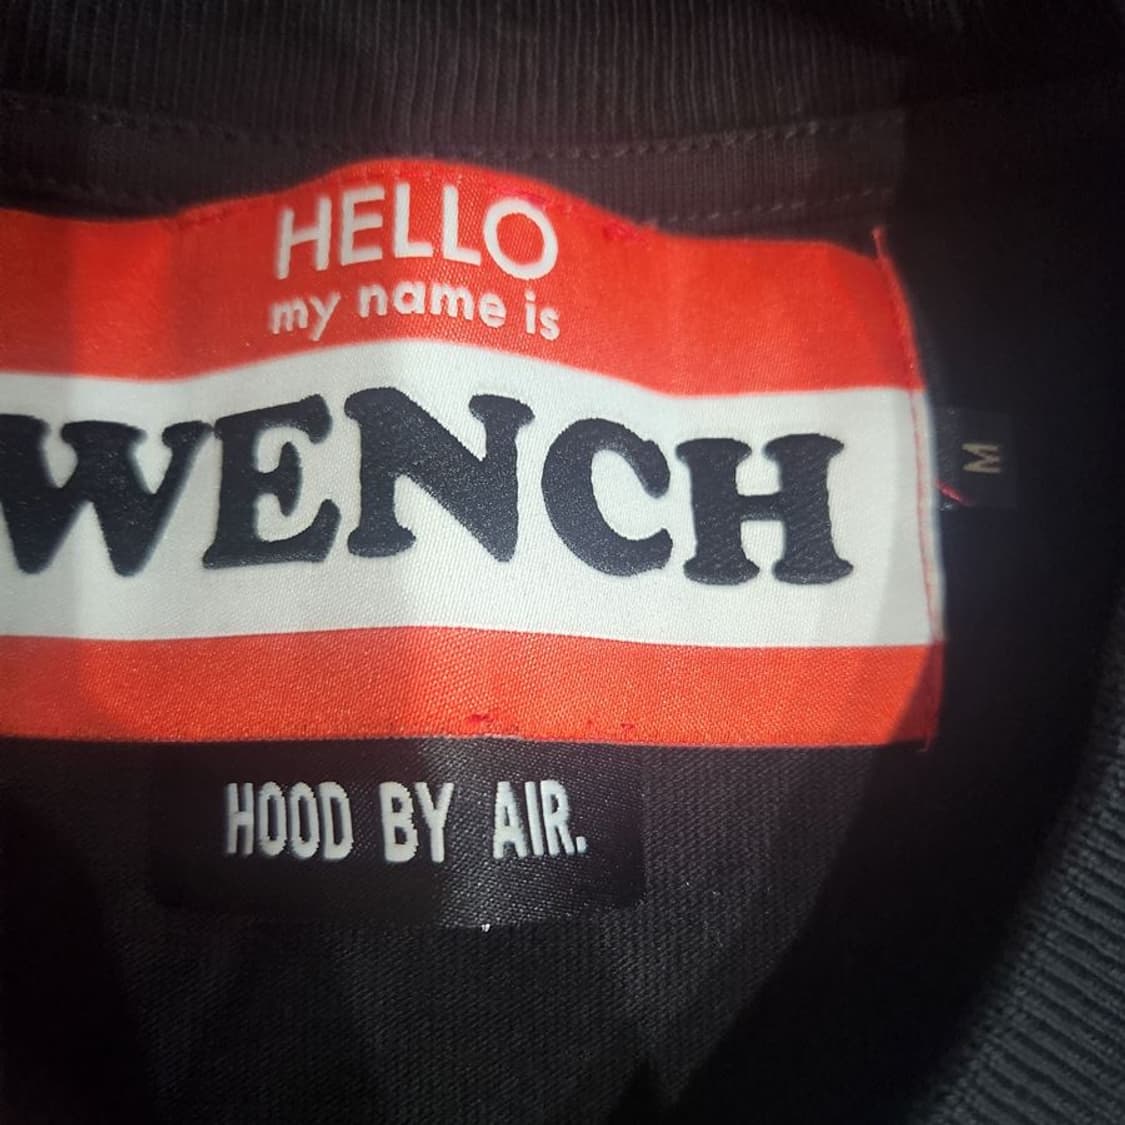 HELLO
my name is
WENCH
M
HOOD BY AIR.